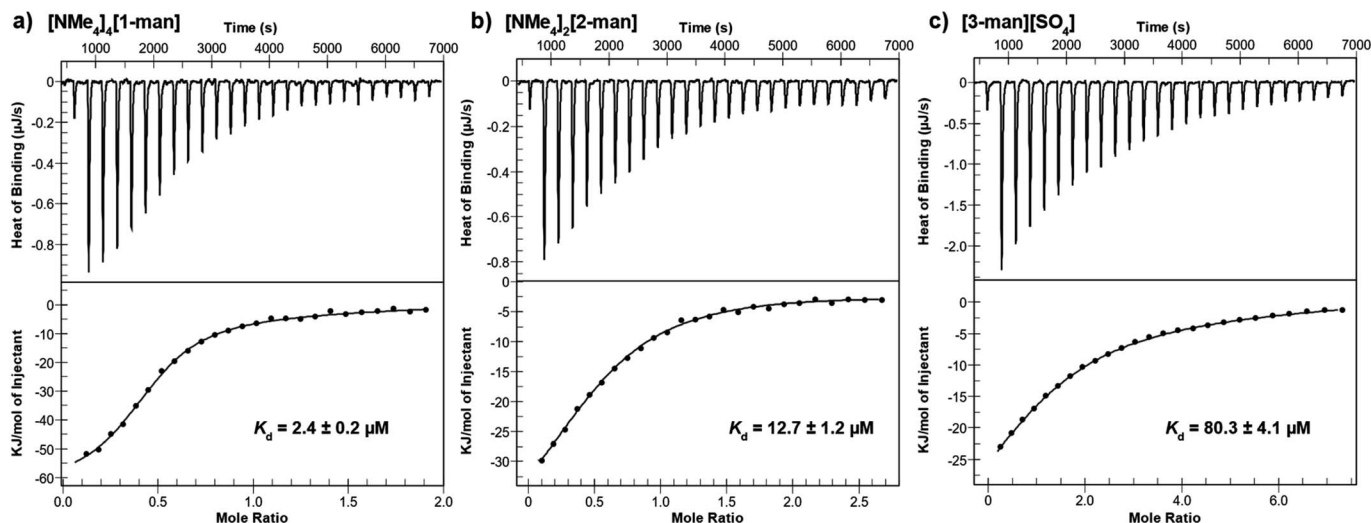 a) [NMe₄]₄[1-man]
Time (s)
1000 2000 3000 4000 5000 6000 7000
Heat of Binding (µJ/s)
0
-0.2
-0.4
-0.6
-0.8
KJ/mol of Injectant
0
-10
-20
-30
-40
-50
-60
Kd = 2.4 ± 0.2 µM
0.0 0.5 1.0 1.5 2.0
Mole Ratio
b) [NMe₄]₂[2-man]
Time (s)
1000 2000 3000 4000 5000 6000 7000
Heat of Binding (µJ/s)
0
-0.2
-0.4
-0.6
-0.8
KJ/mol of Injectant
0
-5
-10
-15
-20
-25
-30
Kd = 12.7 ± 1.2 µM
0.0 0.5 1.0 1.5 2.0 2.5
Mole Ratio
c) [3-man][SO₄]
Time (s)
1000 2000 3000 4000 5000 6000 7000
Heat of Binding (µJ/s)
0
-0.5
-1.0
-1.5
-2.0
KJ/mol of Injectant
0
-5
-10
-15
-20
-25
Kd = 80.3 ± 4.1 µM
0 2.0 4.0 6.0
Mole Ratio